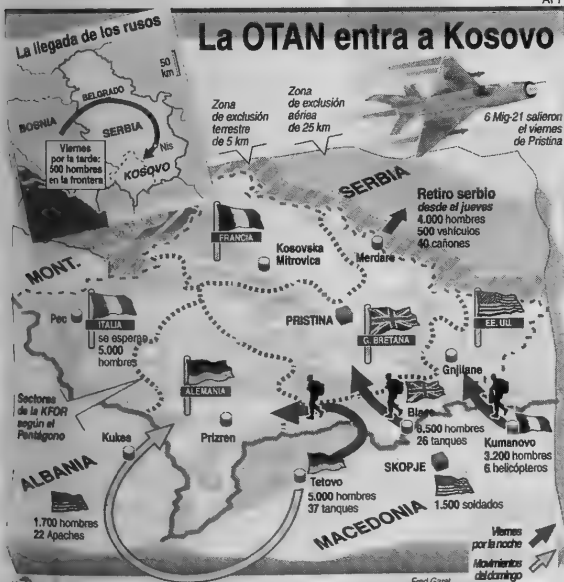 AFP
La llegada de los rusos
La OTAN entra a Kosovo
50
km
BELGRADO
BOSNIA
SERBIA
Nis
KOSOVO
Viernes
por la tarde:
500 hombres
en la frontera
Zona
de exclusión
terrestre
de 5 km
Zona
de exclusión
aérea
de 25 km
6 Mig-21 salieron
el viernes
de Pristina
SERBIA
Retiro serbio
desde el jueves
4.000 hombres
500 vehículos
40 cañones
FRANCIA
Kosovska
Mitrovica
Merdare
MONT.
Pec
ITALIA
se esperan
5.000
hombres
PRISTINA
G. BRETAÑA
EE. UU.
Gnjilane
ALEMANIA
Sectores
de la KFOR
según el
Pentágono
Kukes
Prizren
Blace
8.500 hombres
26 tanques
Kumanovo
3.200 hombres
6 helicópteros
ALBANIA
1.700 hombres
22 Apaches
Tetovo
5.000 hombres
37 tanques
SKOPJE
1.500 soldados
MACEDONIA
Viernes
por la noche
Movimientos
del domingo
Fred Garet